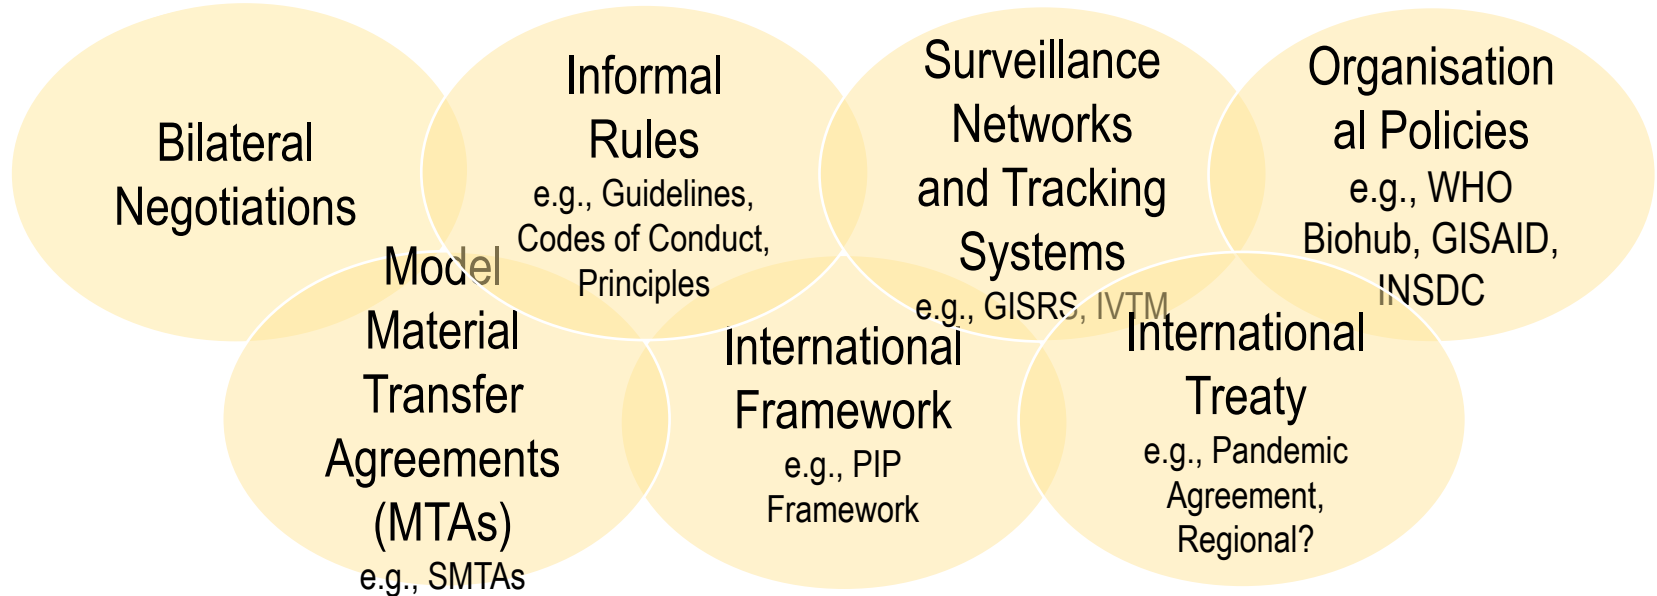 Bilateral
Negotiations
Informal
Rules
e.g., Guidelines,
Codes of Conduct,
Principles
Surveillance
Networks
and Tracking
Systems
e.g., GISRS, IVTM
Organisation
al Policies
e.g., WHO
Biohub, GISAID,
INSDC
Model
Material
Transfer
Agreements
(MTAs)
e.g., SMTAs
International
Framework
e.g., PIP
Framework
International
Treaty
e.g., Pandemic
Agreement,
Regional?